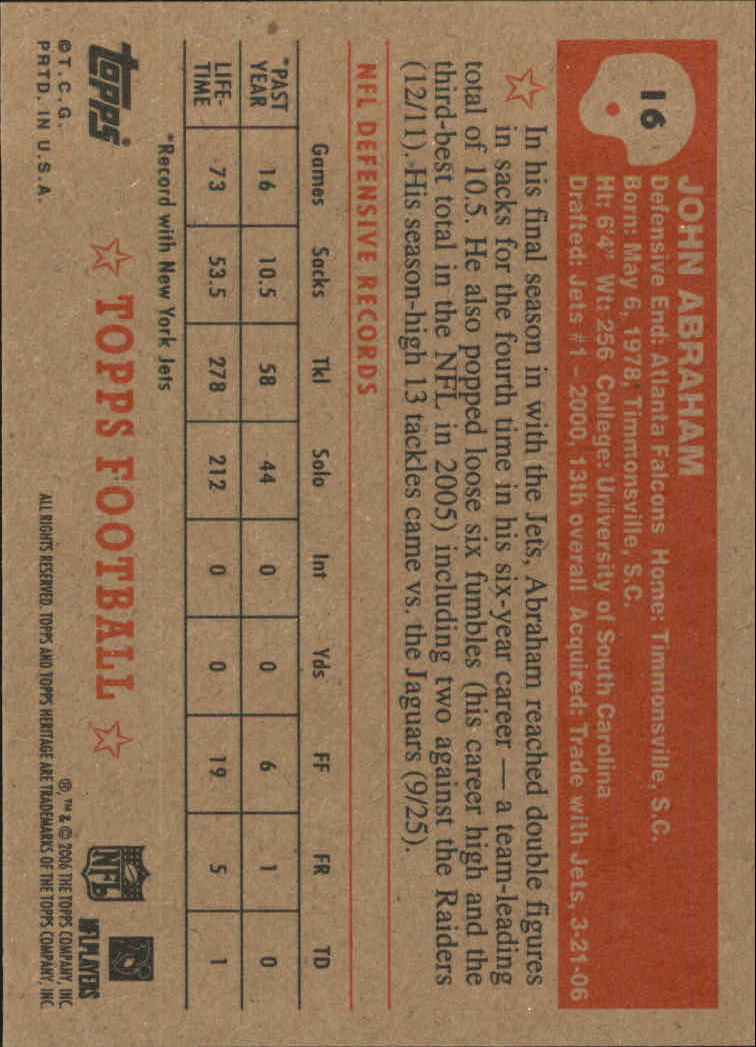 16
JOHN ABRAHAM
Defensive End: Atlanta Falcons Home: Timmonsville, S.C.
Born: May 6, 1978, Timmonsville, S.C.
Ht: 6'4" Wt: 256 College: University of South Carolina
Drafted: Jets #1 – 2000, 13th overall Acquired: Trade with Jets, 3-21-06
In his final season in with the Jets, Abraham reached double figures
in sacks for the fourth time in his six-year career — a team-leading
total of 10.5. He also popped loose six fumbles (his career high and the
third-best total in the NFL in 2005) including two against the Raiders
(12/11). His season-high 13 tackles came vs. the Jaguars (9/25).
NFL DEFENSIVE RECORDS
Games Sacks Tkl Solo Int Yds FF FR TD
*PAST YEAR 16 10.5 58 44 0 0 6 1 0
LIFE-TIME 73 53.5 278 212 0 0 19 5 1
*Record with New York Jets
topps
©T.C.G.
PRTD. IN U.S.A.
TOPPS FOOTBALL
NFL
NFLPLAYERS
®, ™ & © 2006 THE TOPPS COMPANY, INC.
ALL RIGHTS RESERVED. TOPPS AND TOPPS HERITAGE ARE TRADEMARKS OF THE TOPPS COMPANY, INC.